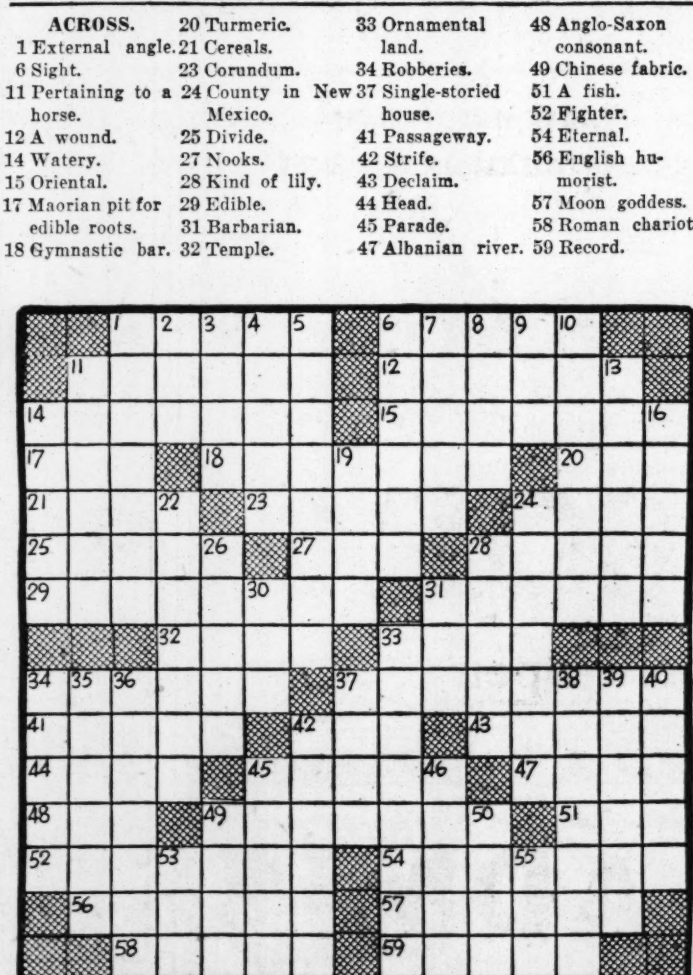 ACROSS.
1 External angle.
6 Sight.
11 Pertaining to a
horse.
12 A wound.
14 Watery.
15 Oriental.
17 Maorian pit for
edible roots.
18 Gymnastic bar.
20 Turmeric.
21 Cereals.
23 Corundum.
24 County in New
Mexico.
25 Divide.
27 Nooks.
28 Kind of lily.
29 Edible.
31 Barbarian.
32 Temple.
33 Ornamental
land.
34 Robberies.
37 Single-storied
house.
41 Passageway.
42 Strife.
43 Declaim.
44 Head.
45 Parade.
47 Albanian river.
48 Anglo-Saxon
consonant.
49 Chinese fabric.
51 A fish.
52 Fighter.
54 Eternal.
56 English hu-
morist.
57 Moon goddess.
58 Roman chariot
59 Record.
1 2 3 4 5 6 7 8 9 10
11 12 13
14 15 16
17 18 19 20
21 22 23 24
25 26 27 28
29 30 31
32 33
34 35 36 37 38 39 40
41 42 43
44 45 46 47
48 49 50 51
52 53 54 55
56 57
58 59